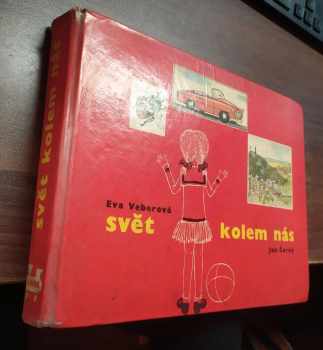 svět kolem nás
Eva Veberová
svět
kolem nás
Jan Černý